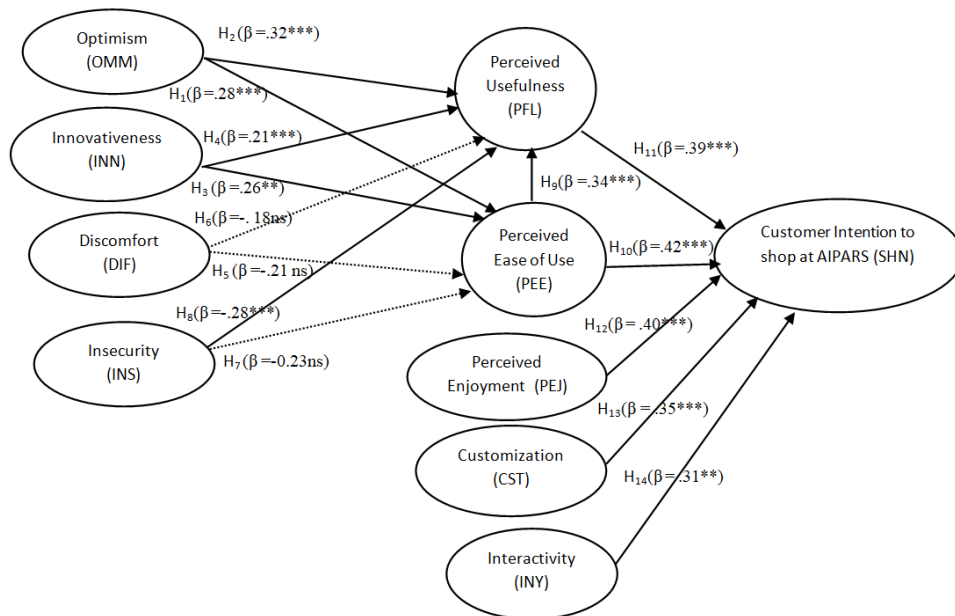 Optimism
(OMM)
H₂(β=.32***)
Perceived
Usefulness
(PFL)
H₁(β=.28***)
Innovativeness
(INN)
H₄(β=.21***)
H₃(β=.26**)
H₁₁(β=.39***)
H₉(β=.34***)
H₆(β=-. 18ns)
Discomfort
(DIF)
H₅(β=-.21 ns)
Perceived
Ease of Use
(PEE)
H₁₀(β=.42***)
Customer Intention to
shop at AIPARS (SHN)
H₈(β=-.28***)
Insecurity
(INS)
H₇(β=-0.23ns)
H₁₂(β=.40***)
Perceived
Enjoyment (PEJ)
H₁₃(β=.35***)
Customization
(CST)
H₁₄(β=.31**)
Interactivity
(INY)